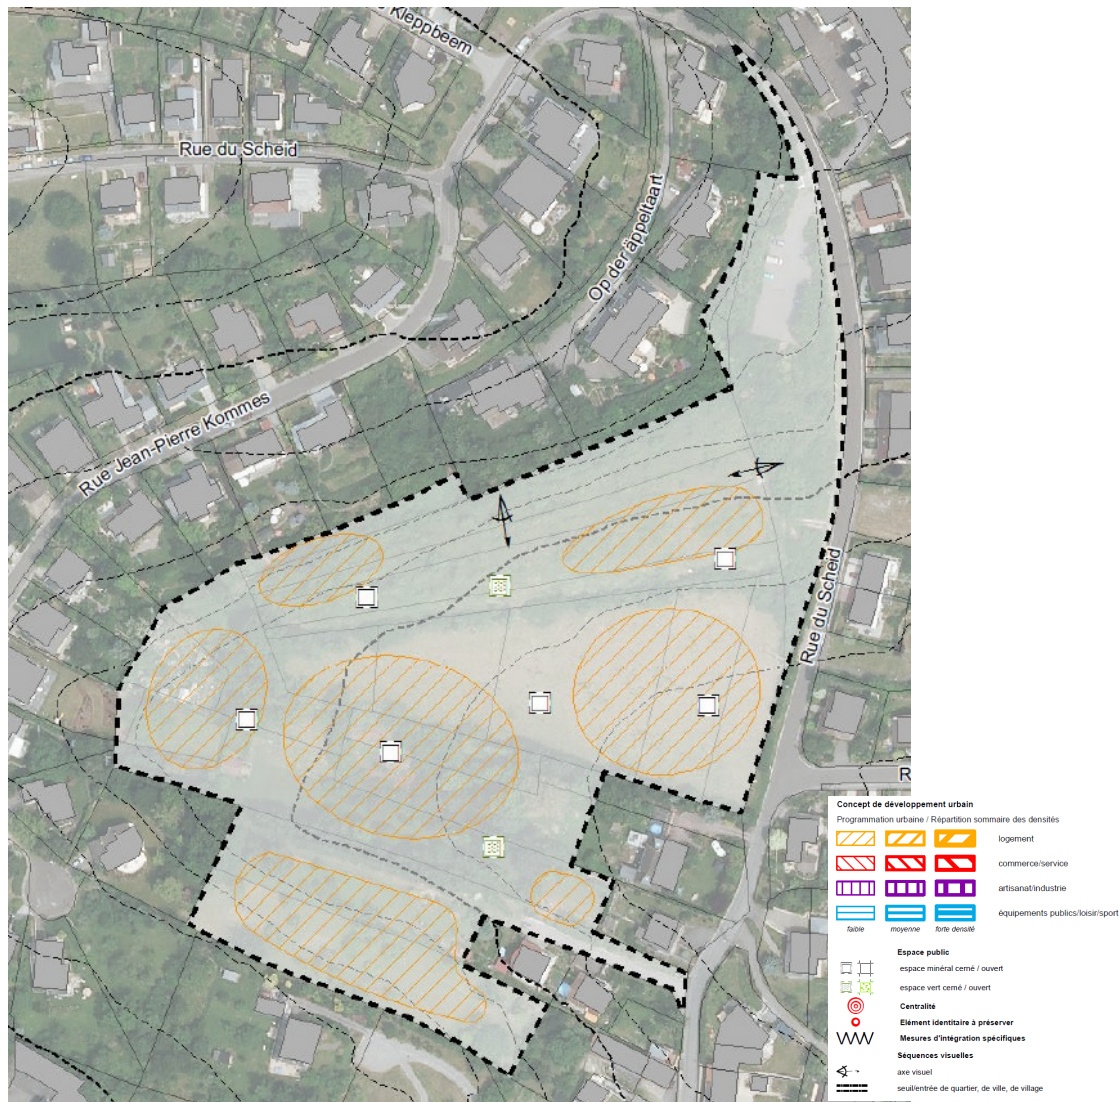 Kleppbeem
Rue du Scheid
Op der äppeltaart
Rue Jean-Pierre Kommes
Rue du Scheid
R
Concept de développement urbain
Programmation urbaine / Répartition sommaire des densités
logement
commerce/service
artisanat/industrie
équipements publics/loisir/sport
faible moyenne forte densité
Espace public
espace minéral cerné / ouvert
espace vert cerné / ouvert
Centralité
Elément identitaire à préserver
Mesures d'intégration spécifiques
Séquences visuelles
axe visuel
seuil/entrée de quartier, de ville, de village